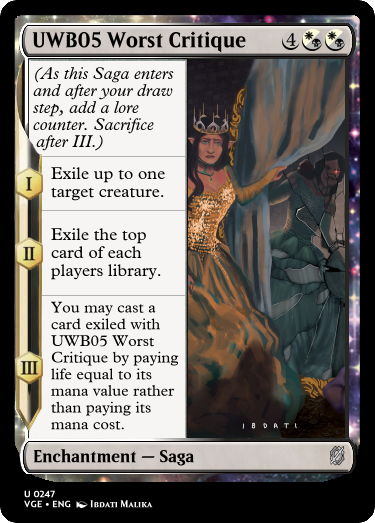 UWB05 Worst Critique 4
(As this Saga enters
and after your draw
step, add a lore
counter. Sacrifice
after III.)
I
Exile up to one
target creature.
II
Exile the top
card of each
players library.
III
You may cast a
card exiled with
UWB05 Worst
Critique by paying
life equal to its
mana value rather
than paying its
mana cost.
IBDATI
Enchantment — Saga
U 0247
VGE • ENG Ibdati Malika